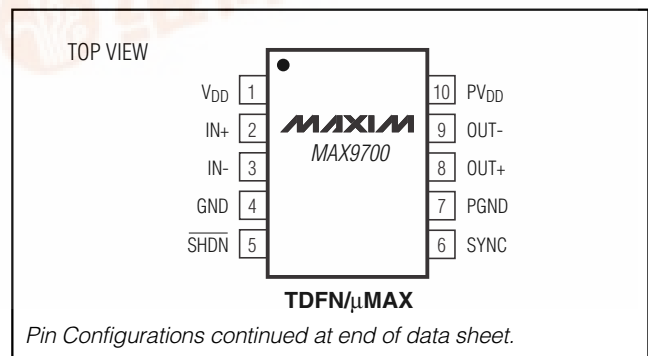 TOP VIEW
V_DD 1
IN+ 2
IN- 3
GND 4
S̅H̅D̅N̅ 5
MAXIM
MAX9700
10 PV_DD
9 OUT-
8 OUT+
7 PGND
6 SYNC
TDFN/μMAX
Pin Configurations continued at end of data sheet.